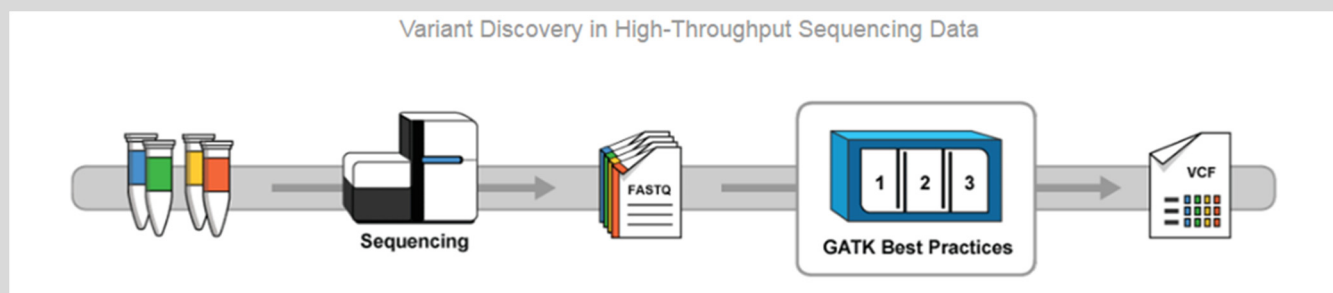 Variant Discovery in High-Throughput Sequencing Data
Sequencing
FASTQ
1 2 3
GATK Best Practices
VCF